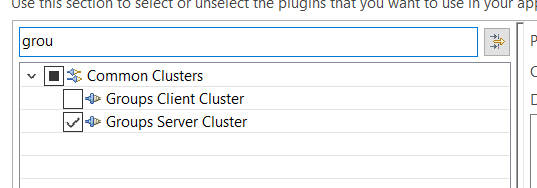 Use this section to select or unselect the plugins that you want to use in your app
grou
Common Clusters
Groups Client Cluster
Groups Server Cluster